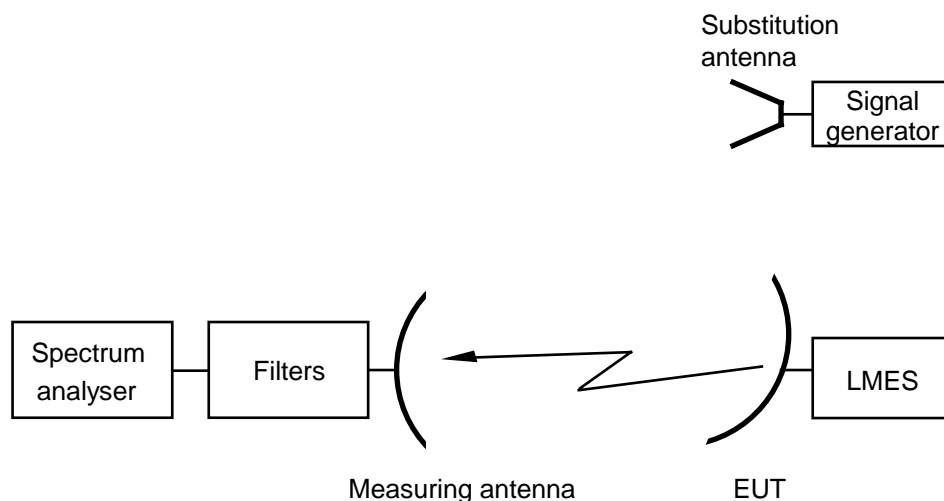 Substitution
antenna
Signal
generator
Spectrum
analyser
Filters
LMES
Measuring antenna
EUT